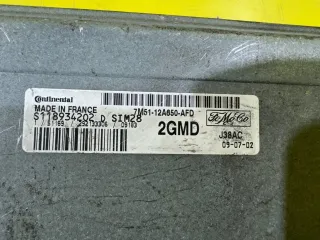 Continental
MADE IN FRANCE
7M51-12A650-AFD
S118934202 D SIM28
2GMD
FoMoCo
J38AC
09-07-02